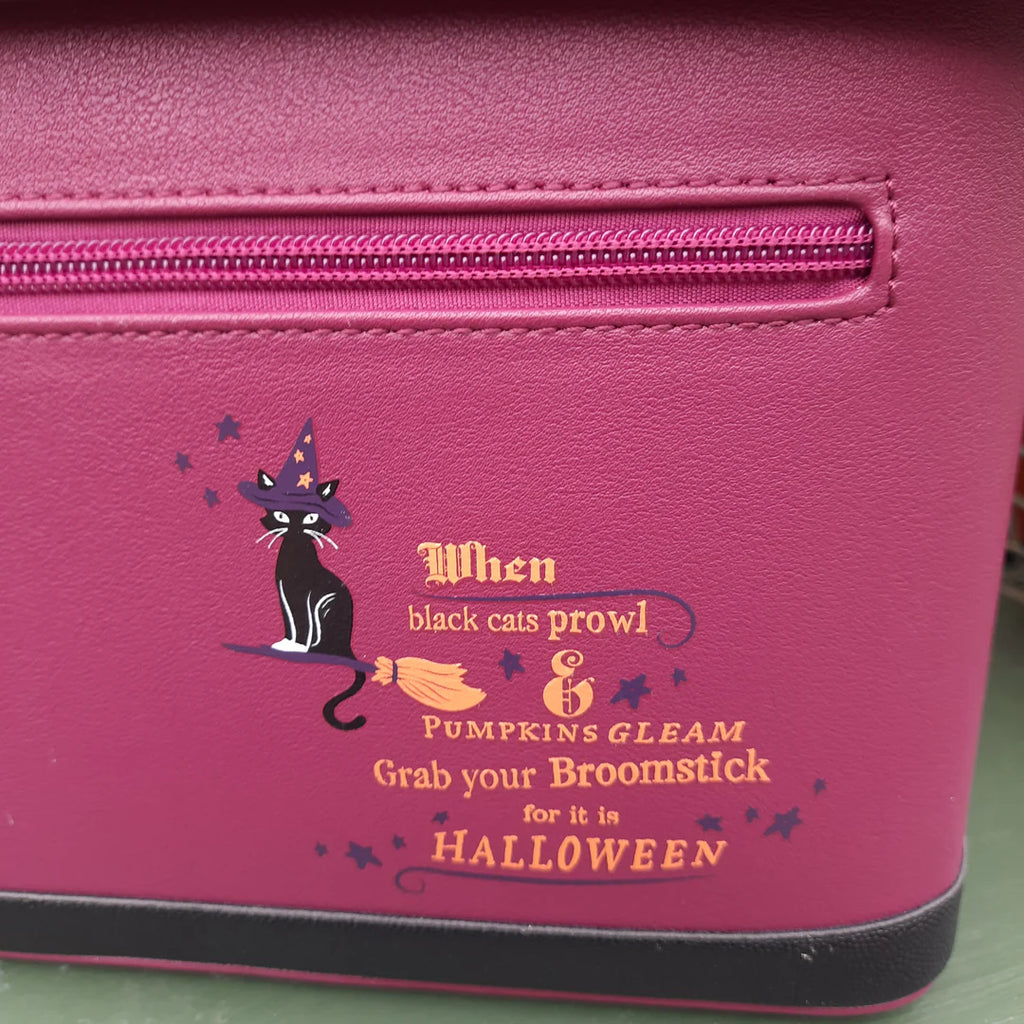 When
black cats prowl
&
PUMPKINS GLEAM
Grab your Broomstick
for it is
HALLOWEEN